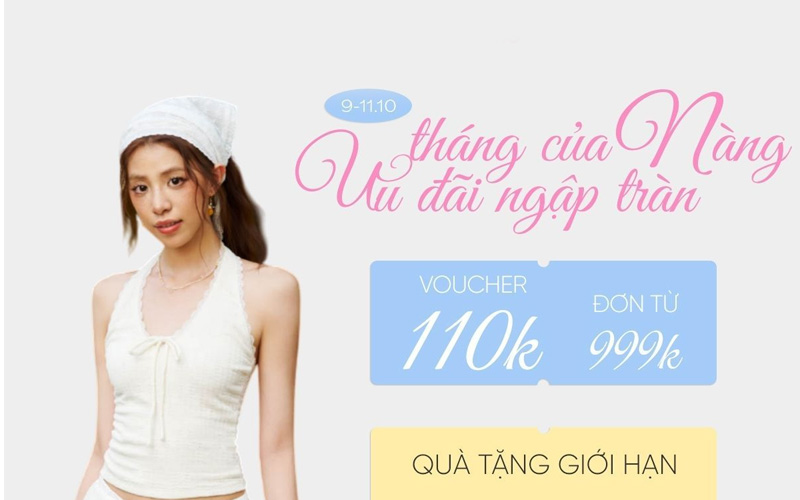 9-11.10
tháng của Nàng
Ưu đãi ngập tràn
VOUCHER
110k
ĐƠN TỪ
999k
QUÀ TẶNG GIỚI HẠN